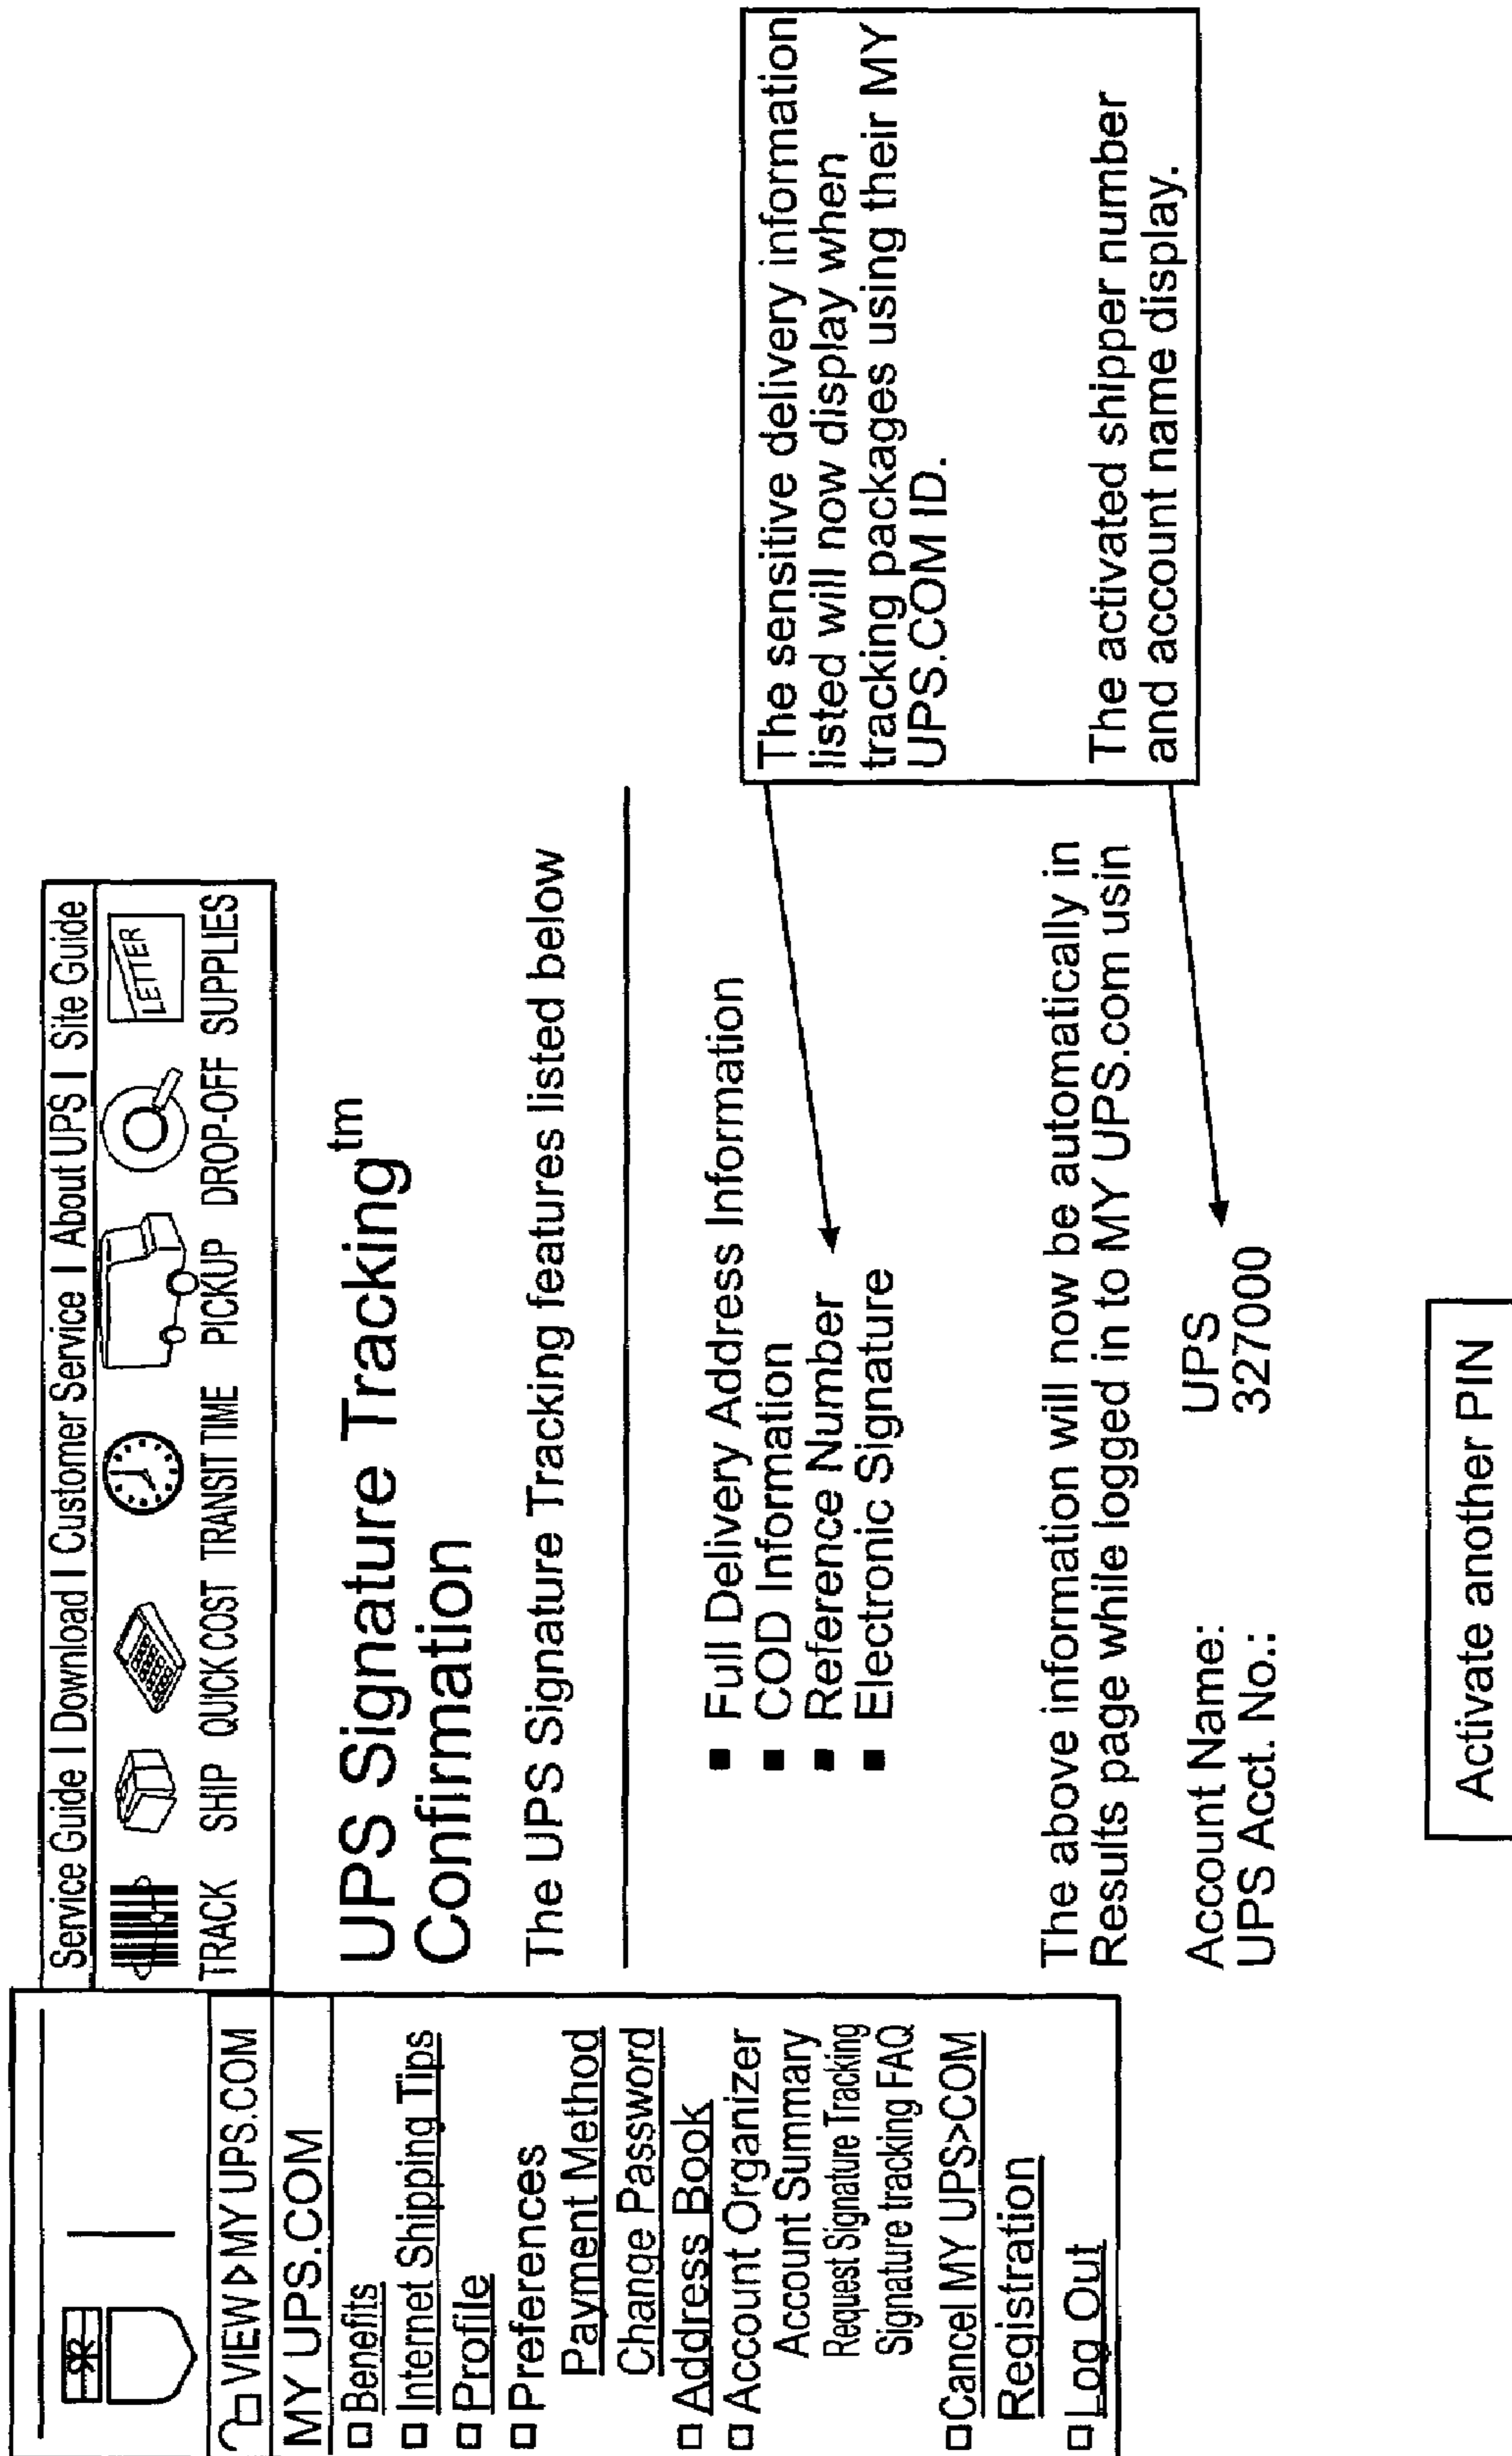 Service Guide I Download I Customer Service I About UPS I Site Guide
LETTER
TRACK SHIP QUICK COST TRANSIT TIME PICKUP DROP-OFF SUPPLIES
VIEW MY UPS.COM
MY UPS.COM
Benefits
Internet Shipping Tips
Profile
Preferences
Payment Method
Change Password
Address Book
Account Organizer
Account Summary
Request Signature Tracking
Signature tracking FAQ
Cancel MY UPS>COM
Registration
Log Out
UPS Signature Tracking tm
Confirmation
The UPS Signature Tracking features listed below
■ Full Delivery Address Information
■ COD Information
■ Reference Number
■ Electronic Signature
The above information will now be automatically in
Results page while logged in to MY UPS.com usin
Account Name: UPS
UPS Acct. No.: 327000
Activate another PIN
The sensitive delivery information
listed will now display when
tracking packages using their MY
UPS.COM ID.
The activated shipper number
and account name display.